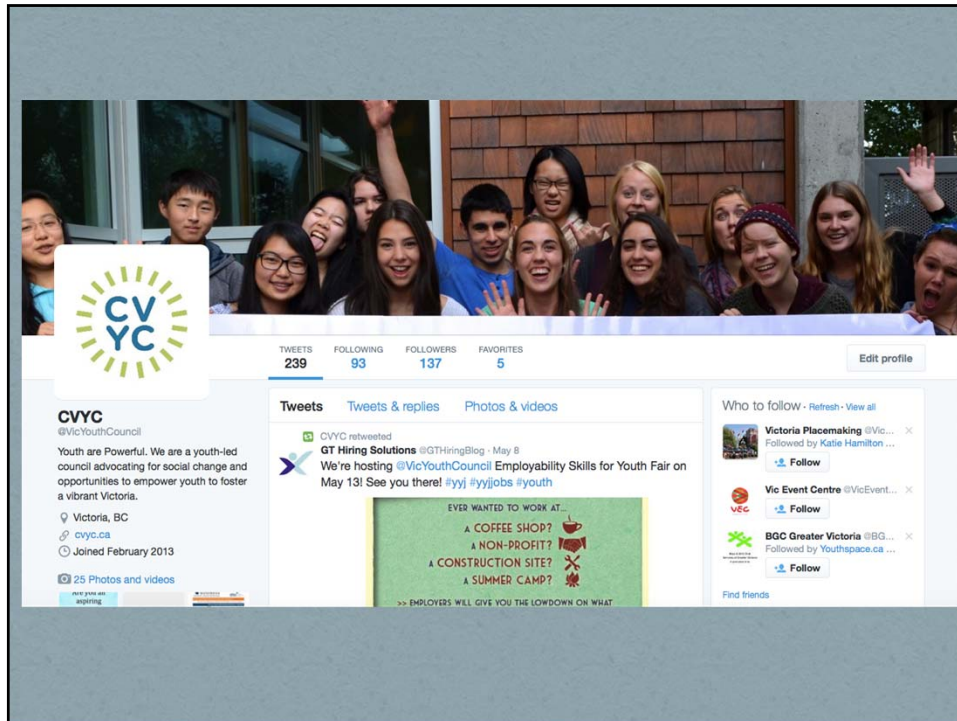 CV
YC
TWEETS
239
FOLLOWING
93
FOLLOWERS
137
FAVORITES
5
Edit profile
CVYC
@VicYouthCouncil
Youth are Powerful. We are a youth-led
council advocating for social change and
opportunities to empower youth to foster
a vibrant Victoria.
Victoria, BC
cvyc.ca
Joined February 2013
25 Photos and videos
Are you an
aspiring
Tweets Tweets & replies Photos & videos
CVYC retweeted
GT Hiring Solutions @GTHiringBlog · May 8
We're hosting @VicYouthCouncil Employability Skills for Youth Fair on
May 13! See you there! #yyj #yyjjobs #youth
EVER WANTED TO WORK AT...
A COFFEE SHOP?
A NON-PROFIT?
A CONSTRUCTION SITE?
A SUMMER CAMP?
>> EMPLOYERS WILL GIVE YOU THE LOWDOWN ON WHAT
Who to follow · Refresh · View all
Victoria Placemaking @Vic... ×
Followed by Katie Hamilton ...
Follow
Vic Event Centre @VicEvent... ×
VEC
Follow
BGC Greater Victoria @BG... ×
Followed by Youthspace.ca ...
Follow
Find friends